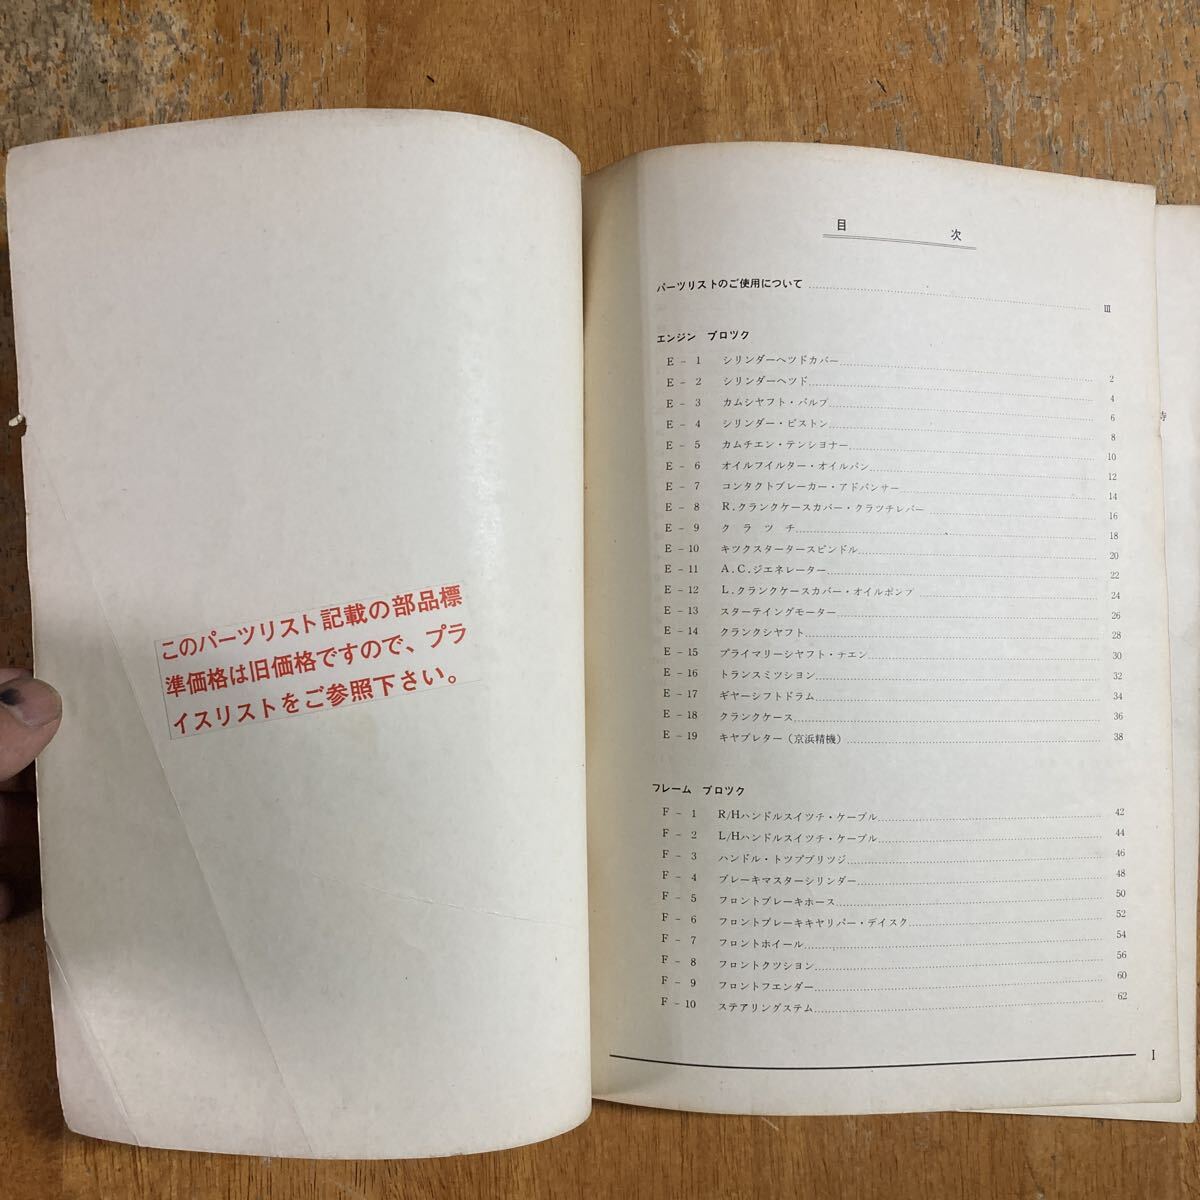 このパーツリスト記載の部品標
準価格は旧価格ですので、プラ
イスリストをご参照下さい。
目 次
パーツリストのご使用について Ⅲ
エンジン ブロツク
E - 1 シリンダーヘツドカバー 2
E - 2 シリンダーヘツド 4
E - 3 カムシヤフト・バルブ 6
E - 4 シリンダー・ピストン 8
E - 5 カムチエン・テンシヨナー 10
E - 6 オイルフイルター・オイルパン 12
E - 7 コンタクトブレーカー・アドバンサー 14
E - 8 R.クランクケースカバー・クラツチレバー 16
E - 9 クラツチ 18
E - 10 キツクスタータースピンドル 20
E - 11 A.C.ジエネレーター 22
E - 12 L.クランクケースカバー・オイルポンプ 24
E - 13 スターテイングモーター 26
E - 14 クランクシヤフト 28
E - 15 プライマリーシヤフト・チエン 30
E - 16 トランスミツシヨン 32
E - 17 ギヤーシフトドラム 34
E - 18 クランクケース 36
E - 19 キヤブレター(京浜精機) 38
フレーム ブロツク
F - 1 R/Hハンドルスイツチ・ケーブル 42
F - 2 L/Hハンドルスイツチ・ケーブル 44
F - 3 ハンドル・トツプブリツジ 46
F - 4 ブレーキマスターシリンダー 48
F - 5 フロントブレーキホース 50
F - 6 フロントブレーキキヤリパー・デイスク 52
F - 7 フロントホイール 54
F - 8 フロントクツシヨン 56
F - 9 フロントフエンダー 60
F - 10 ステアリングステム 62
I